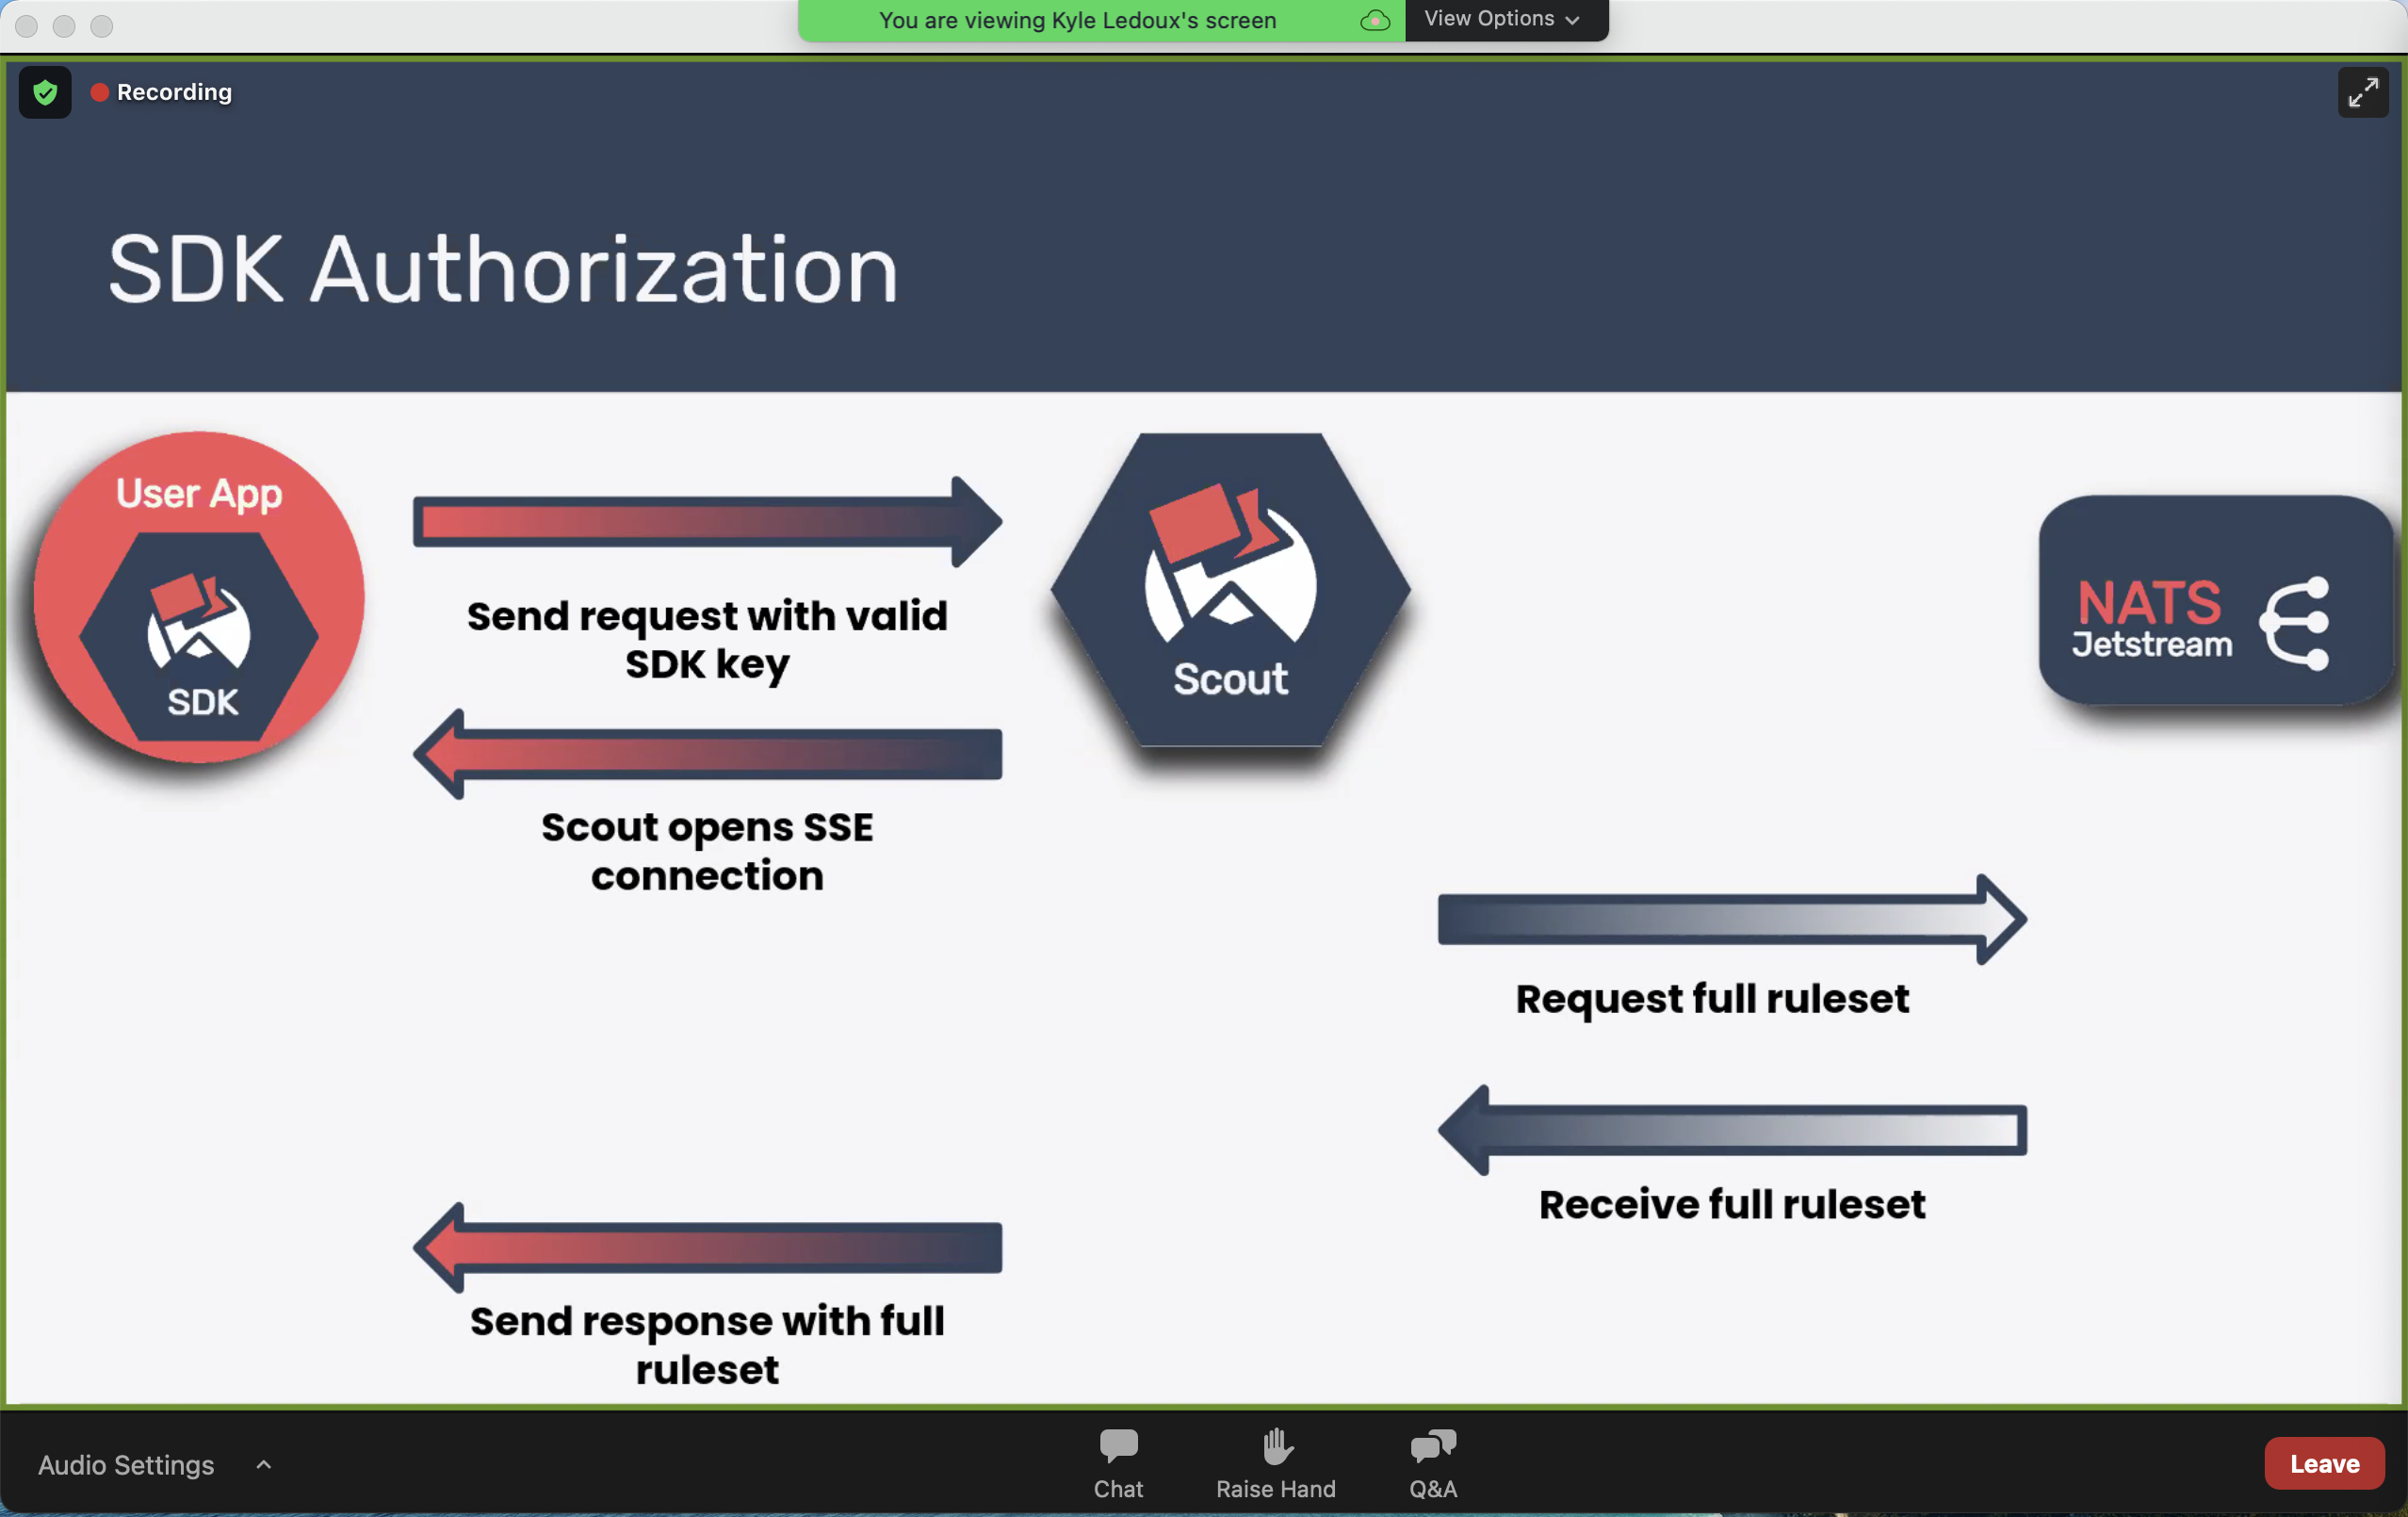 You are viewing Kyle Ledoux's screen
View Options
Recording
SDK Authorization
User App
SDK
Send request with valid
SDK key
Scout
NATS
Jetstream
Scout opens SSE
connection
Request full ruleset
Receive full ruleset
Send response with full
ruleset
Audio Settings
Chat
Raise Hand
Q&A
Leave